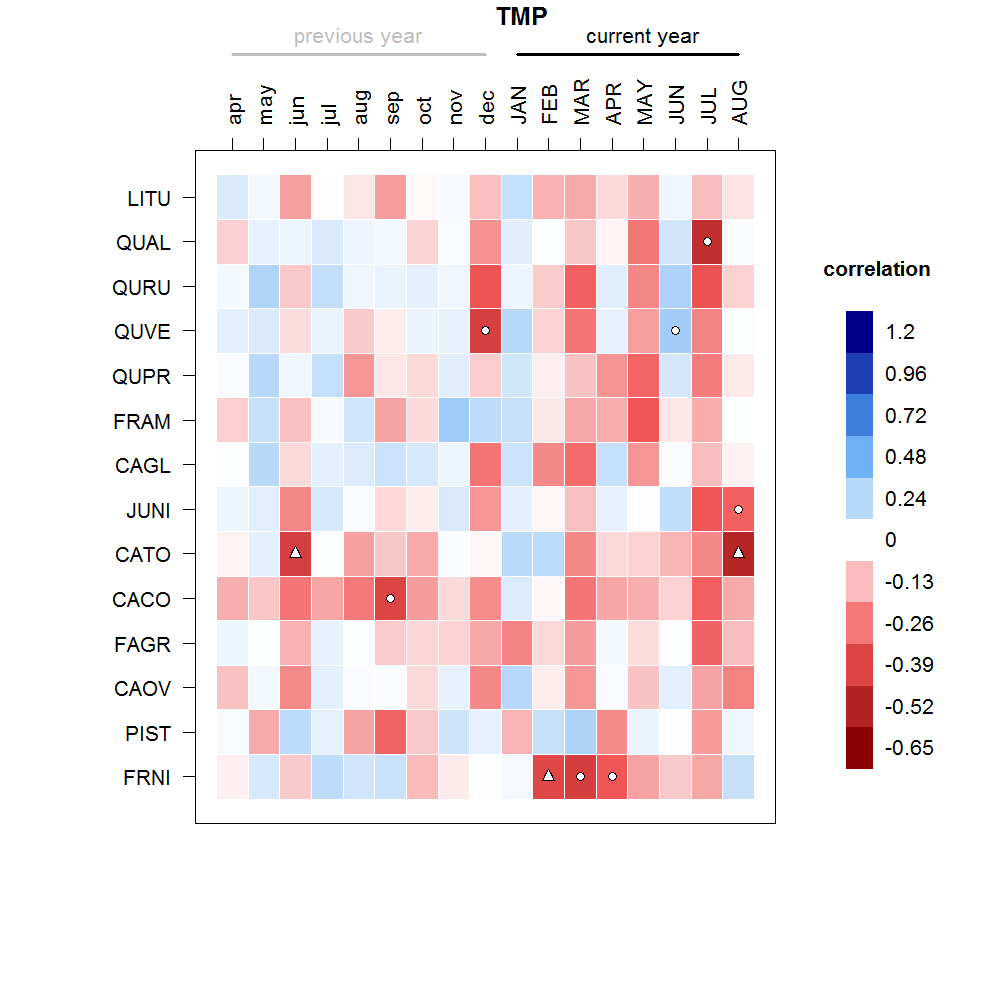 TMP
previous year current year
apr may jun jul aug sep oct nov dec JAN FEB MAR APR MAY JUN JUL AUG
LITU
QUAL
QURU
QUVE
QUPR
FRAM
CAGL
JUNI
CATO
CACO
FAGR
CAOV
PIST
FRNI
correlation
1.2
0.96
0.72
0.48
0.24
0
-0.13
-0.26
-0.39
-0.52
-0.65